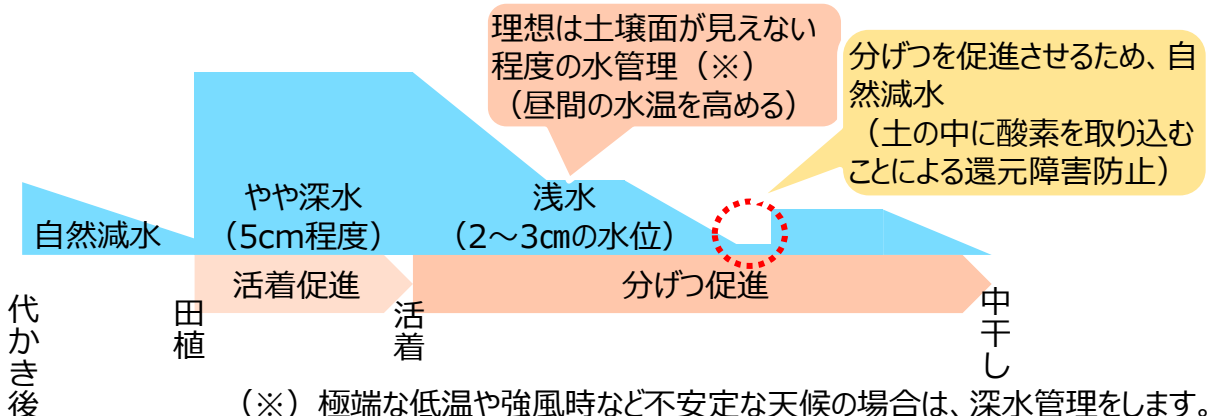 理想は土壌面が見えない
程度の水管理（※）
（昼間の水温を高める）
分げつを促進させるため、自
然減水
（土の中に酸素を取り込む
ことによる還元障害防止）
自然減水
やや深水
（5cm程度）
浅水
（2～3㎝の水位）
活着促進
分げつ促進
代かき後
田植
活着
中干し
（※）極端な低温や強風時など不安定な天候の場合は、深水管理をします。